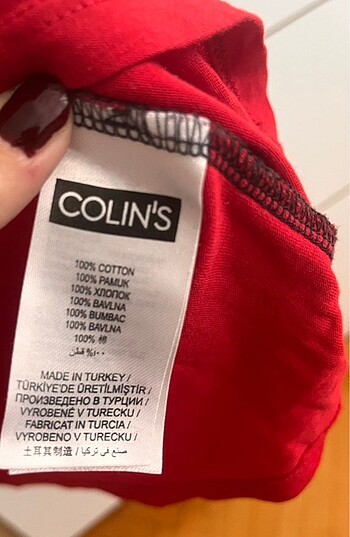 COLIN'S
100% COTTON
100% PAMUK
100% ХЛОПОК
100% BAVLNA
100% BUMBAC
100% BAVLNA
100% 棉
%١٠٠ قطن
MADE IN TURKEY /
TÜRKİYE'DE ÜRETİLMİŞTİR /
ПРОИЗВЕДЕНО В ТУРЦИИ /
VYROBENÉ V TURECKU /
FABRICAT IN TURCIA /
VYROBENO V TURECKU /
土耳其制造 / صنع في تركيا